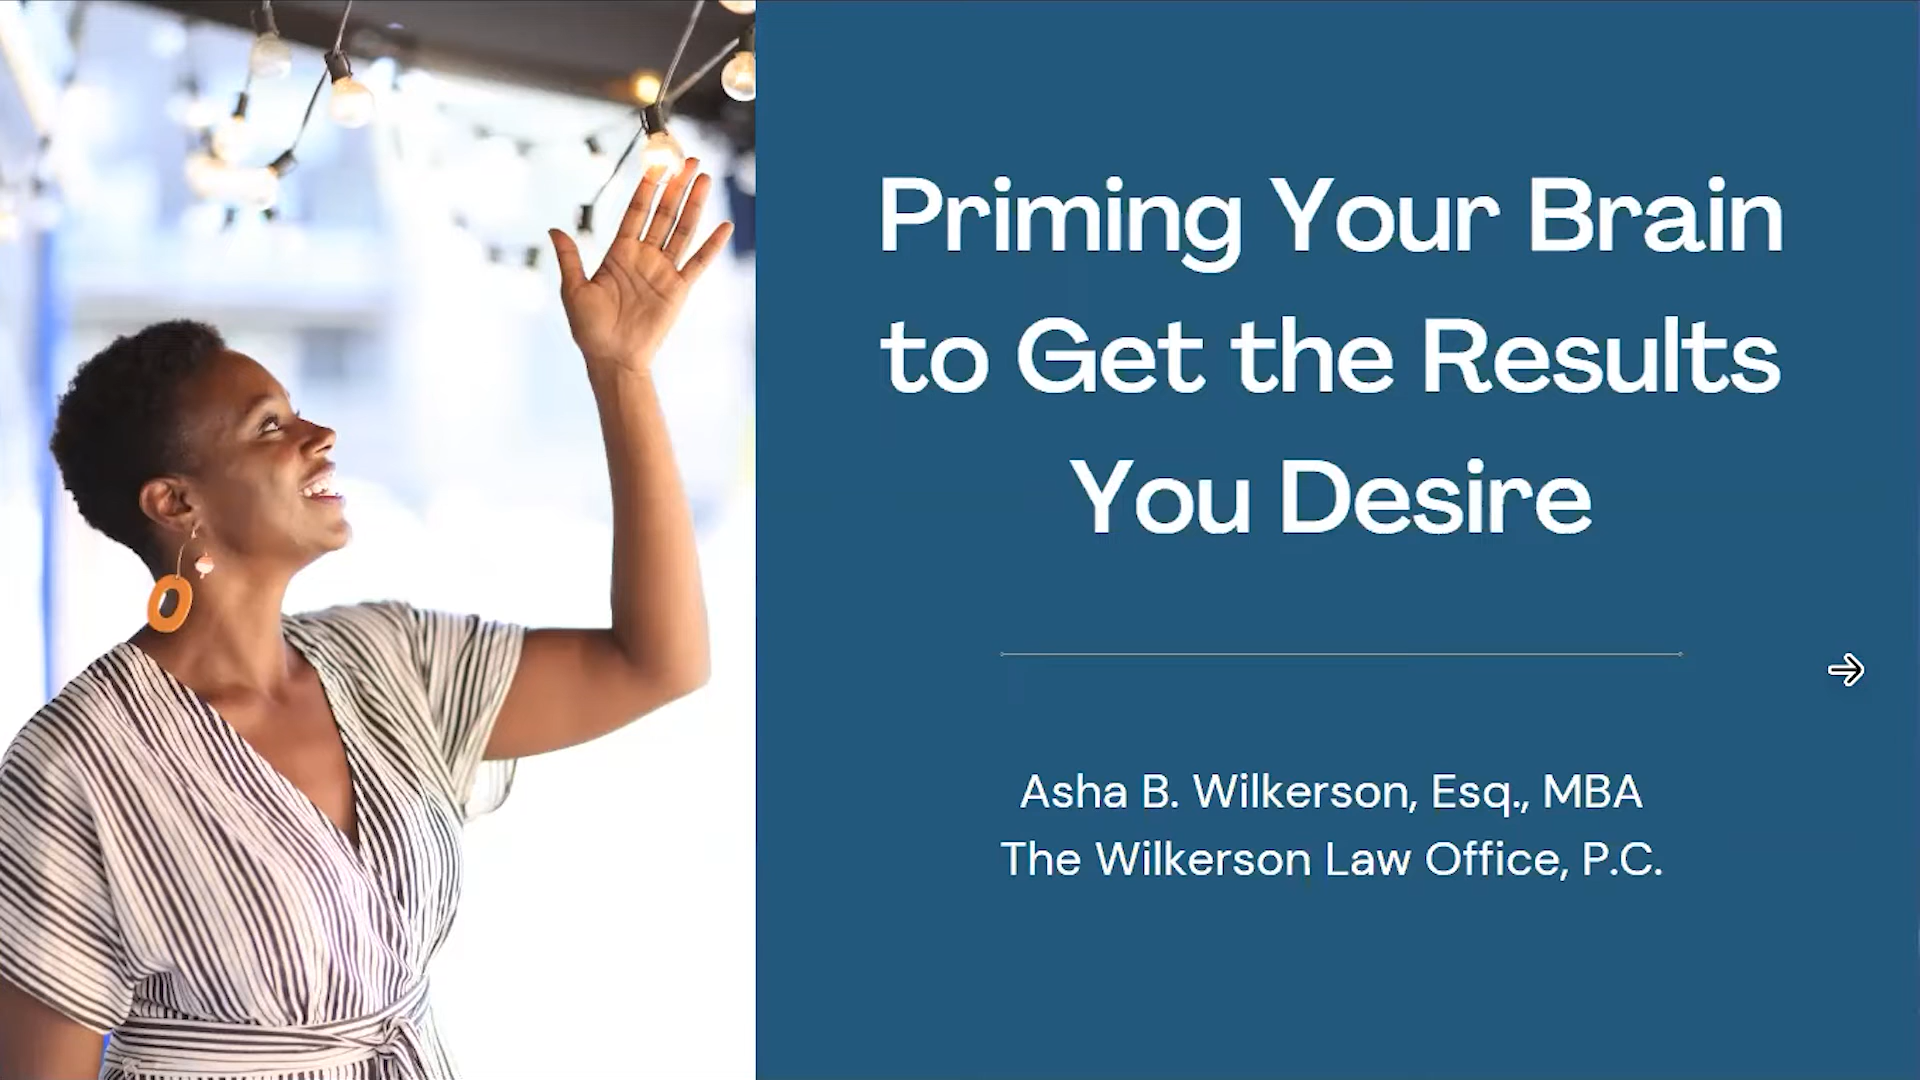 Priming Your Brain
to Get the Results
You Desire
Asha B. Wilkerson, Esq., MBA
The Wilkerson Law Office, P.C.